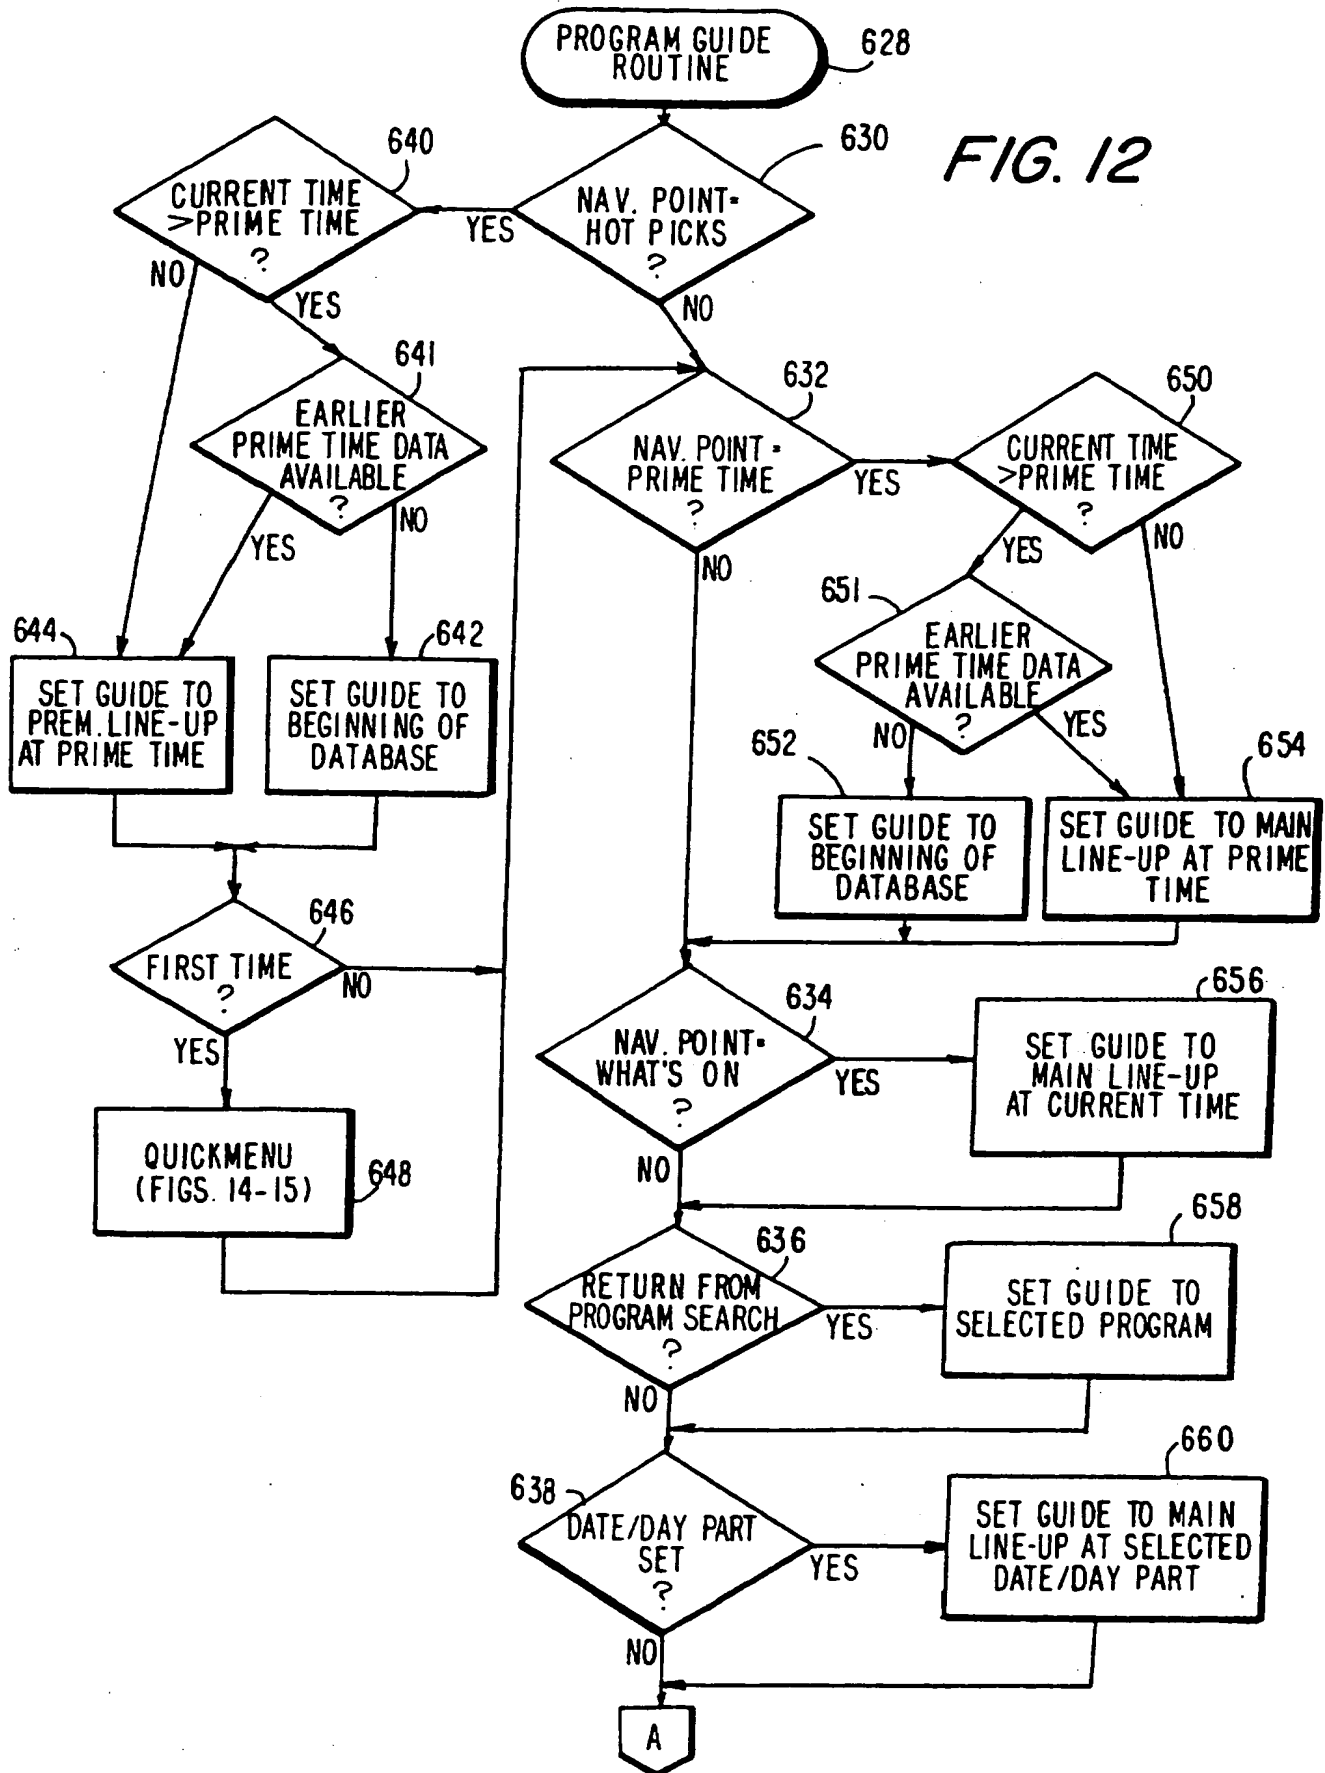 PROGRAM GUIDE
ROUTINE
628
FIG. 12
630
NAV. POINT=
HOT PICKS
?
YES
NO
640
CURRENT TIME
>PRIME TIME
?
NO
YES
641
EARLIER
PRIME TIME DATA
AVAILABLE
?
YES
NO
644
SET GUIDE TO
PREM. LINE-UP
AT PRIME TIME
642
SET GUIDE TO
BEGINNING OF
DATABASE
646
FIRST TIME
?
NO
YES
QUICKMENU
(FIGS. 14-15)
648
632
NAV. POINT=
PRIME TIME
?
YES
NO
650
CURRENT TIME
>PRIME TIME
?
YES
NO
651
EARLIER
PRIME TIME DATA
AVAILABLE
?
NO
YES
652
SET GUIDE TO
BEGINNING OF
DATABASE
654
SET GUIDE TO MAIN
LINE-UP AT PRIME
TIME
634
NAV. POINT=
WHAT'S ON
?
YES
NO
656
SET GUIDE TO
MAIN LINE-UP
AT CURRENT TIME
636
RETURN FROM
PROGRAM SEARCH
?
YES
NO
658
SET GUIDE TO
SELECTED PROGRAM
638
DATE/DAY PART
SET
?
YES
NO
660
SET GUIDE TO MAIN
LINE-UP AT SELECTED
DATE/DAY PART
A